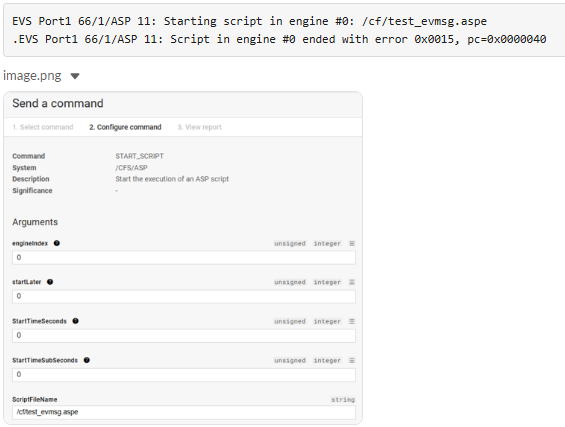 EVS Port1 66/1/ASP 11: Starting script in engine #0: /cf/test_evmsg.aspe
.EVS Port1 66/1/ASP 11: Script in engine #0 ended with error 0x0015, pc=0x0000040
image.png
Send a command
1. Select command 2. Configure command 3. View report
Command START_SCRIPT
System /CFS/ASP
Description Start the execution of an ASP script
Significance -
Arguments
engineIndex unsigned integer
0
startLater unsigned integer
0
StartTimeSeconds unsigned integer
0
StartTimeSubSeconds unsigned integer
0
ScriptFileName string
/cf/test_evmsg.aspe